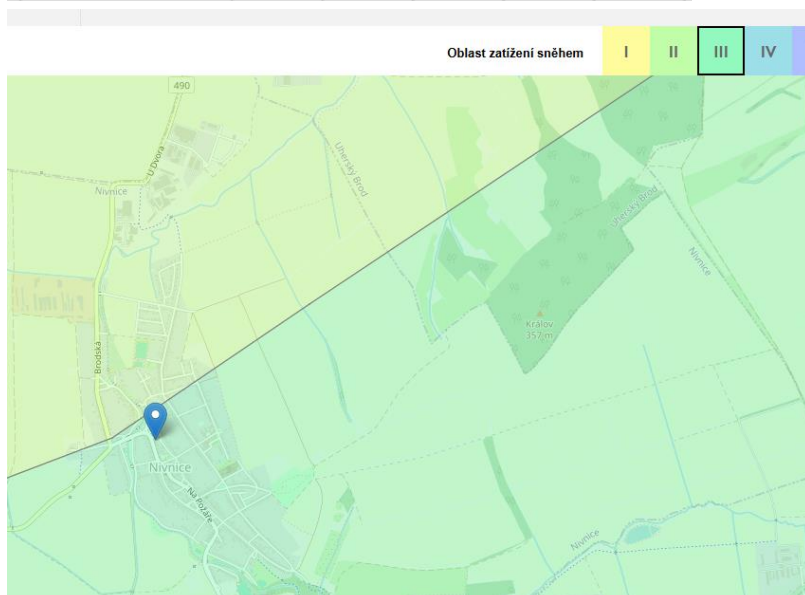 Oblast zatížení sněhem
I
II
III
IV
490
U Dvora
Nivnice
Uherský Brod
Uherský Brod
Nivnice
Králov
357 m
Brodská
Nivnice
Na Požáře
Nivnice